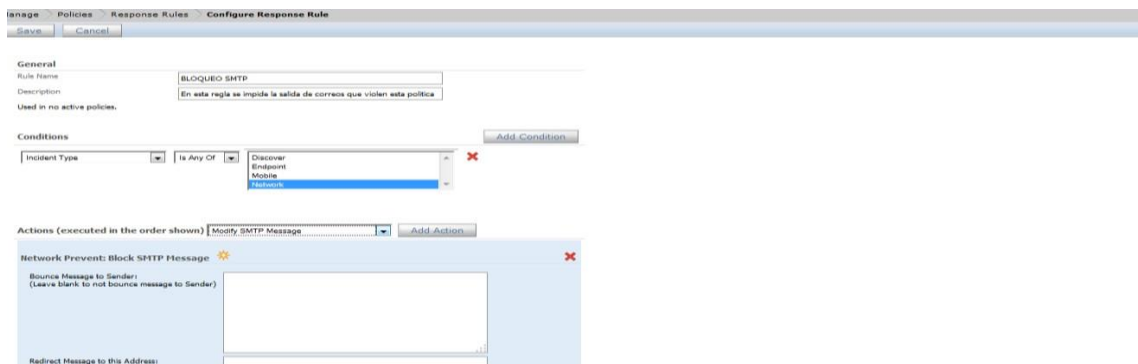 Manage Policies Response Rules Configure Response Rule
Save Cancel
General
Rule Name BLOQUEO SMTP
Description En esta regla se impide la salida de correos que violen esta politica
Used in no active policies.
Conditions Add Condition
Incident Type Is Any Of Discover
Endpoint
Mobile
Network
Actions (executed in the order shown) Modify SMTP Message Add Action
Network Prevent: Block SMTP Message
Bounce Message to Sender:
(Leave blank to not bounce message to Sender)
Redirect Message to this Address: